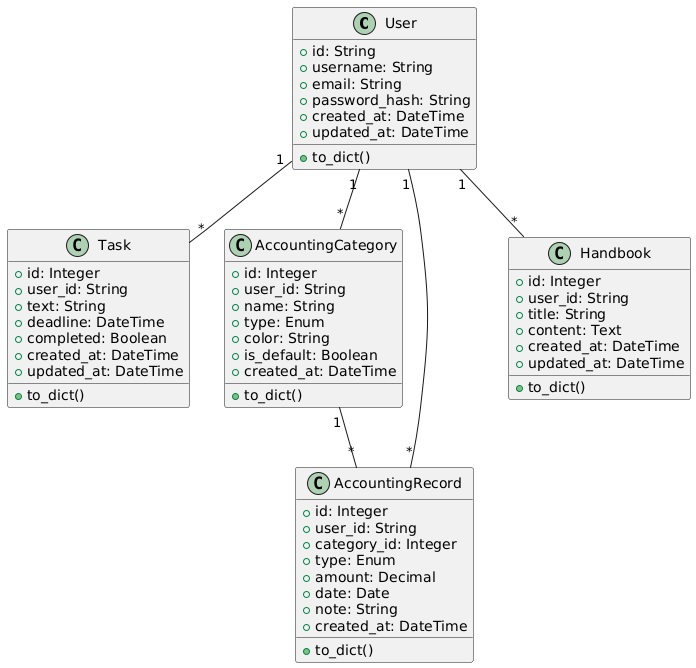 C User
id: String
username: String
email: String
password_hash: String
created_at: DateTime
updated_at: DateTime
to_dict()
1
1
1
1
*
*
*
C Task
id: Integer
user_id: String
text: String
deadline: DateTime
completed: Boolean
created_at: DateTime
updated_at: DateTime
to_dict()
C AccountingCategory
id: Integer
user_id: String
name: String
type: Enum
color: String
is_default: Boolean
created_at: DateTime
to_dict()
C Handbook
id: Integer
user_id: String
title: String
content: Text
created_at: DateTime
updated_at: DateTime
to_dict()
1
*
*
C AccountingRecord
id: Integer
user_id: String
category_id: Integer
type: Enum
amount: Decimal
date: Date
note: String
created_at: DateTime
to_dict()